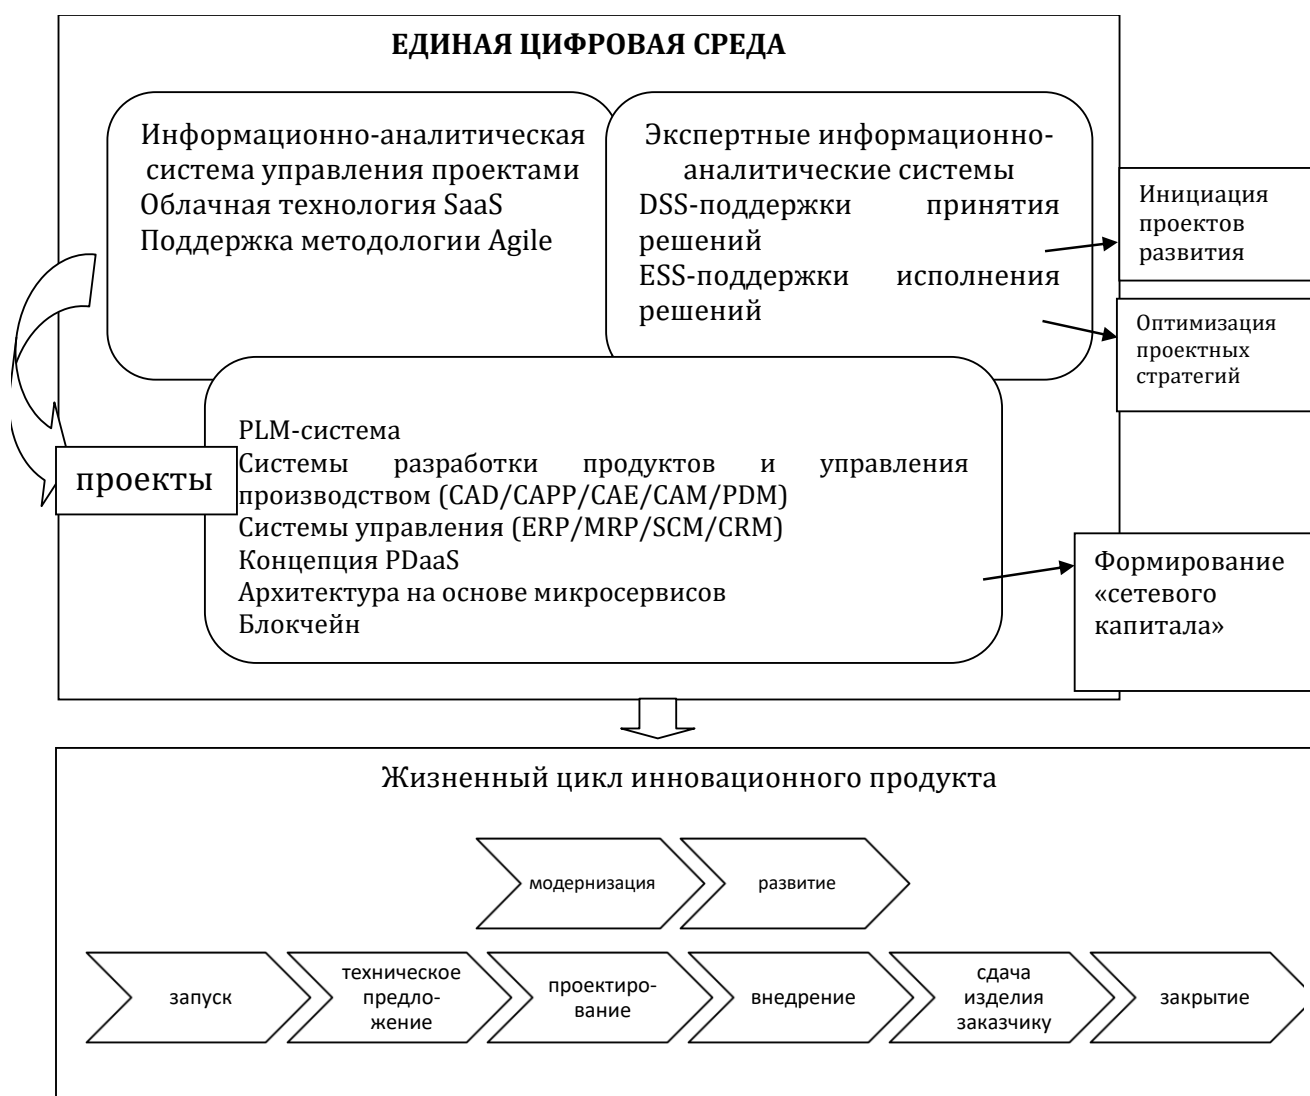 ЕДИНАЯ ЦИФРОВАЯ СРЕДА
Информационно-аналитическая
система управления проектами
Облачная технология SaaS
Поддержка методологии Agile
Экспертные информационно-
аналитические системы
DSS-поддержки принятия
решений
ESS-поддержки исполнения
решений
Инициация
проектов
развития
Оптимизация
проектных
стратегий
проекты
PLM-система
Системы разработки продуктов и управления
производством (CAD/CAPP/CAE/CAM/PDM)
Системы управления (ERP/MRP/SCM/CRM)
Концепция PDaaS
Архитектура на основе микросервисов
Блокчейн
Формирование
«сетевого
капитала»
Жизненный цикл инновационного продукта
модернизация
развитие
запуск
техническое
предло-
жение
проектиро-
вание
внедрение
сдача
изделия
заказчику
закрытие